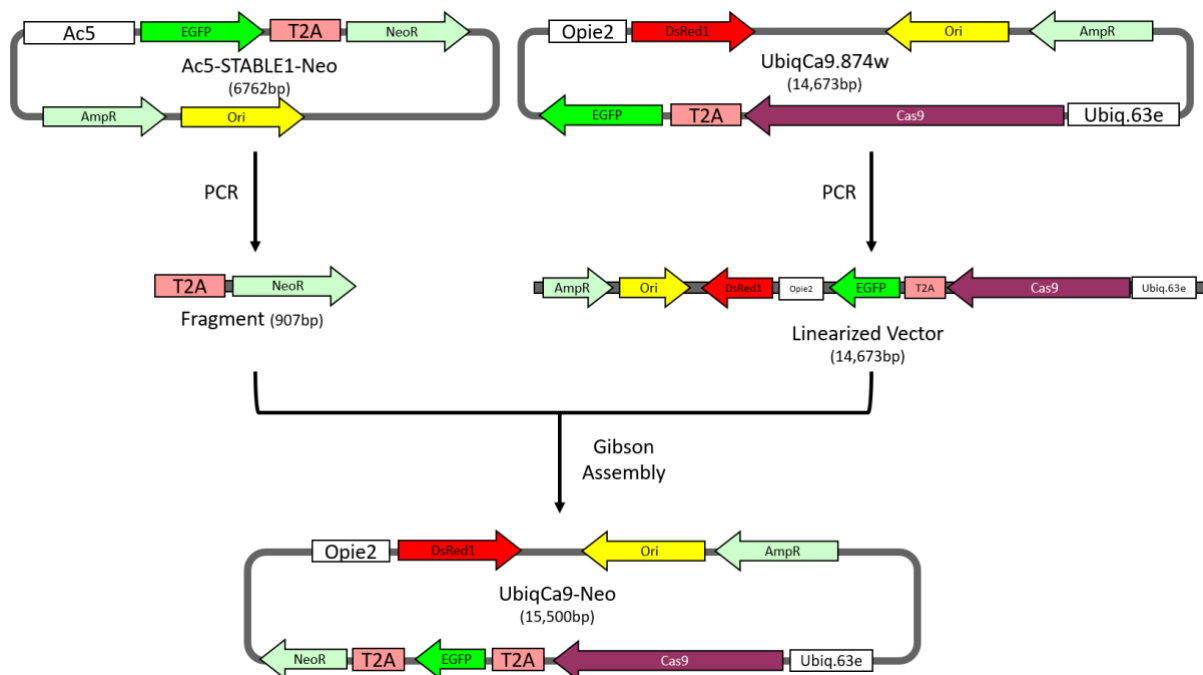 Ac5
EGFP
T2A
NeoR
Ac5-STABLE1-Neo
(6762bp)
AmpR
Ori
Opie2
DsRed1
Ori
AmpR
UbiqCa9.874w
(14,673bp)
EGFP
T2A
Cas9
Ubiq.63e
PCR
PCR
T2A
NeoR
Fragment (907bp)
AmpR
Ori
DsRed1
Opie2
EGFP
T2A
Cas9
Ubiq.63e
Linearized Vector
(14,673bp)
Gibson
Assembly
Opie2
DsRed1
Ori
AmpR
UbiqCa9-Neo
(15,500bp)
NeoR
T2A
EGFP
T2A
Cas9
Ubiq.63e